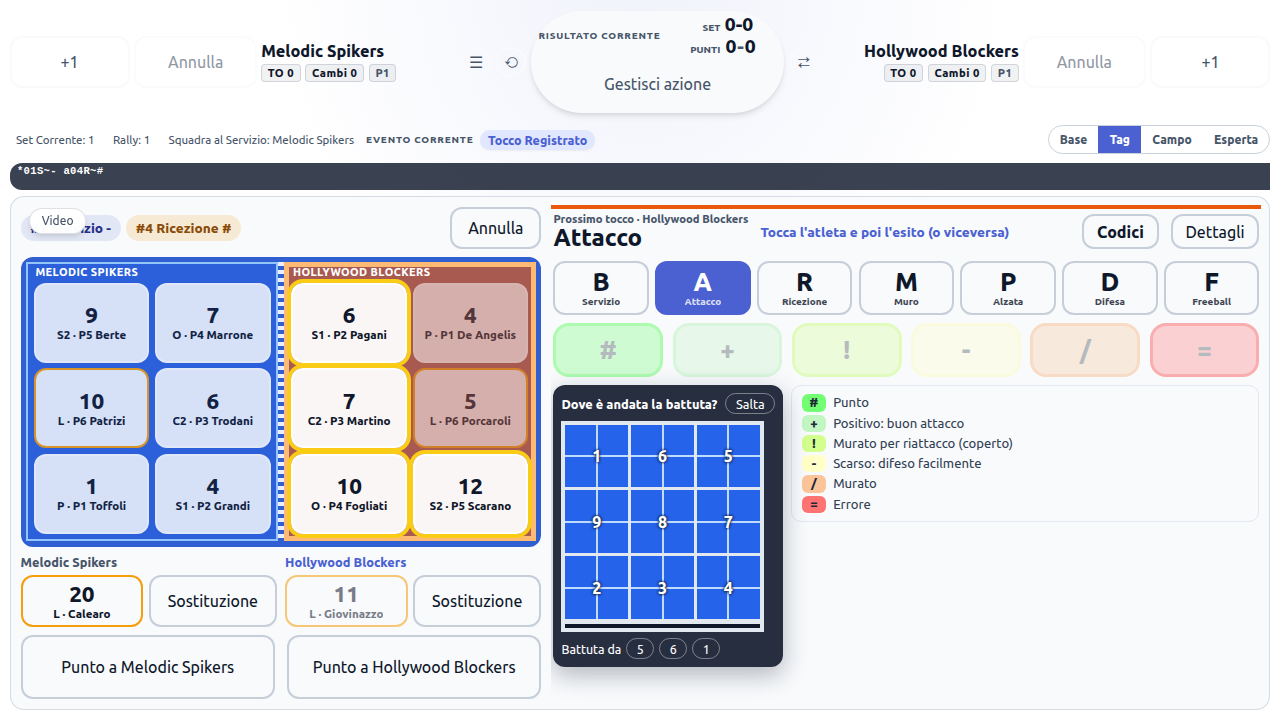 +1
Annulla
Melodic Spikers
TO 0 Cambi 0 P1
☰
RISULTATO CORRENTE
SET 0-0
PUNTI 0-0
Gestisci azione
Hollywood Blockers
TO 0 Cambi 0 P1
Annulla
+1
Set Corrente: 1 Rally: 1 Squadra al Servizio: Melodic Spikers EVENTO CORRENTE Tocco Registrato
Base Tag Campo Esperta
*01S~- a04R~#
Video
#4 Ricezione #
Annulla
MELODIC SPIKERS
HOLLYWOOD BLOCKERS
9
S2 · P5 Berte
7
O · P4 Marrone
6
S1 · P2 Pagani
4
P · P1 De Angelis
10
L · P6 Patrizi
6
C2 · P3 Trodani
7
C2 · P3 Martino
5
L · P6 Porcaroli
1
P · P1 Toffoli
4
S1 · P2 Grandi
10
O · P4 Fogliati
12
S2 · P5 Scarano
Melodic Spikers
Hollywood Blockers
20
L · Calearo
Sostituzione
11
L · Giovinazzo
Sostituzione
Punto a Melodic Spikers
Punto a Hollywood Blockers
Prossimo tocco · Hollywood Blockers
Attacco
Tocca l'atleta e poi l'esito (o viceversa)
Codici
Dettagli
B
Servizio
A
Attacco
R
Ricezione
M
Muro
P
Alzata
D
Difesa
F
Freeball
# + ! - / =
Dove è andata la battuta? Salta
1 6 5
9 8 7
2 3 4
Battuta da 5 6 1
# Punto
+ Positivo: buon attacco
! Murato per riattacco (coperto)
- Scarso: difeso facilmente
/ Murato
= Errore